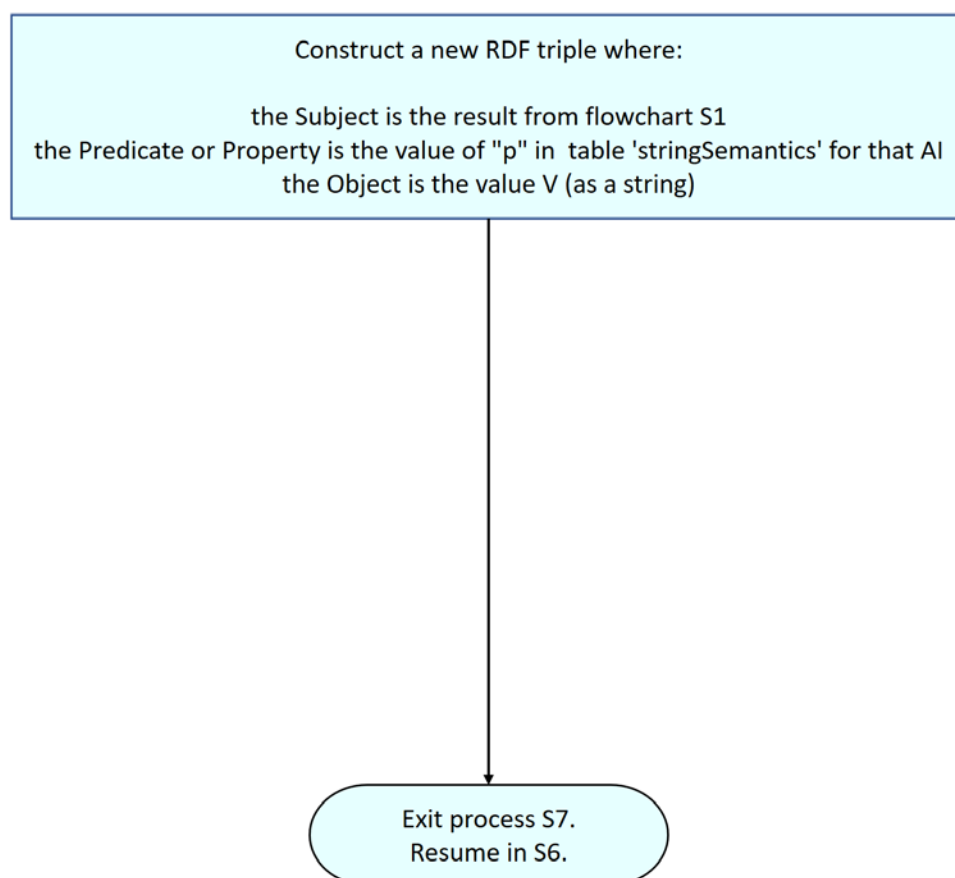 Construct a new RDF triple where:
the Subject is the result from flowchart S1
the Predicate or Property is the value of "p" in  table 'stringSemantics' for that AI
the Object is the value V (as a string)
Exit process S7.
Resume in S6.